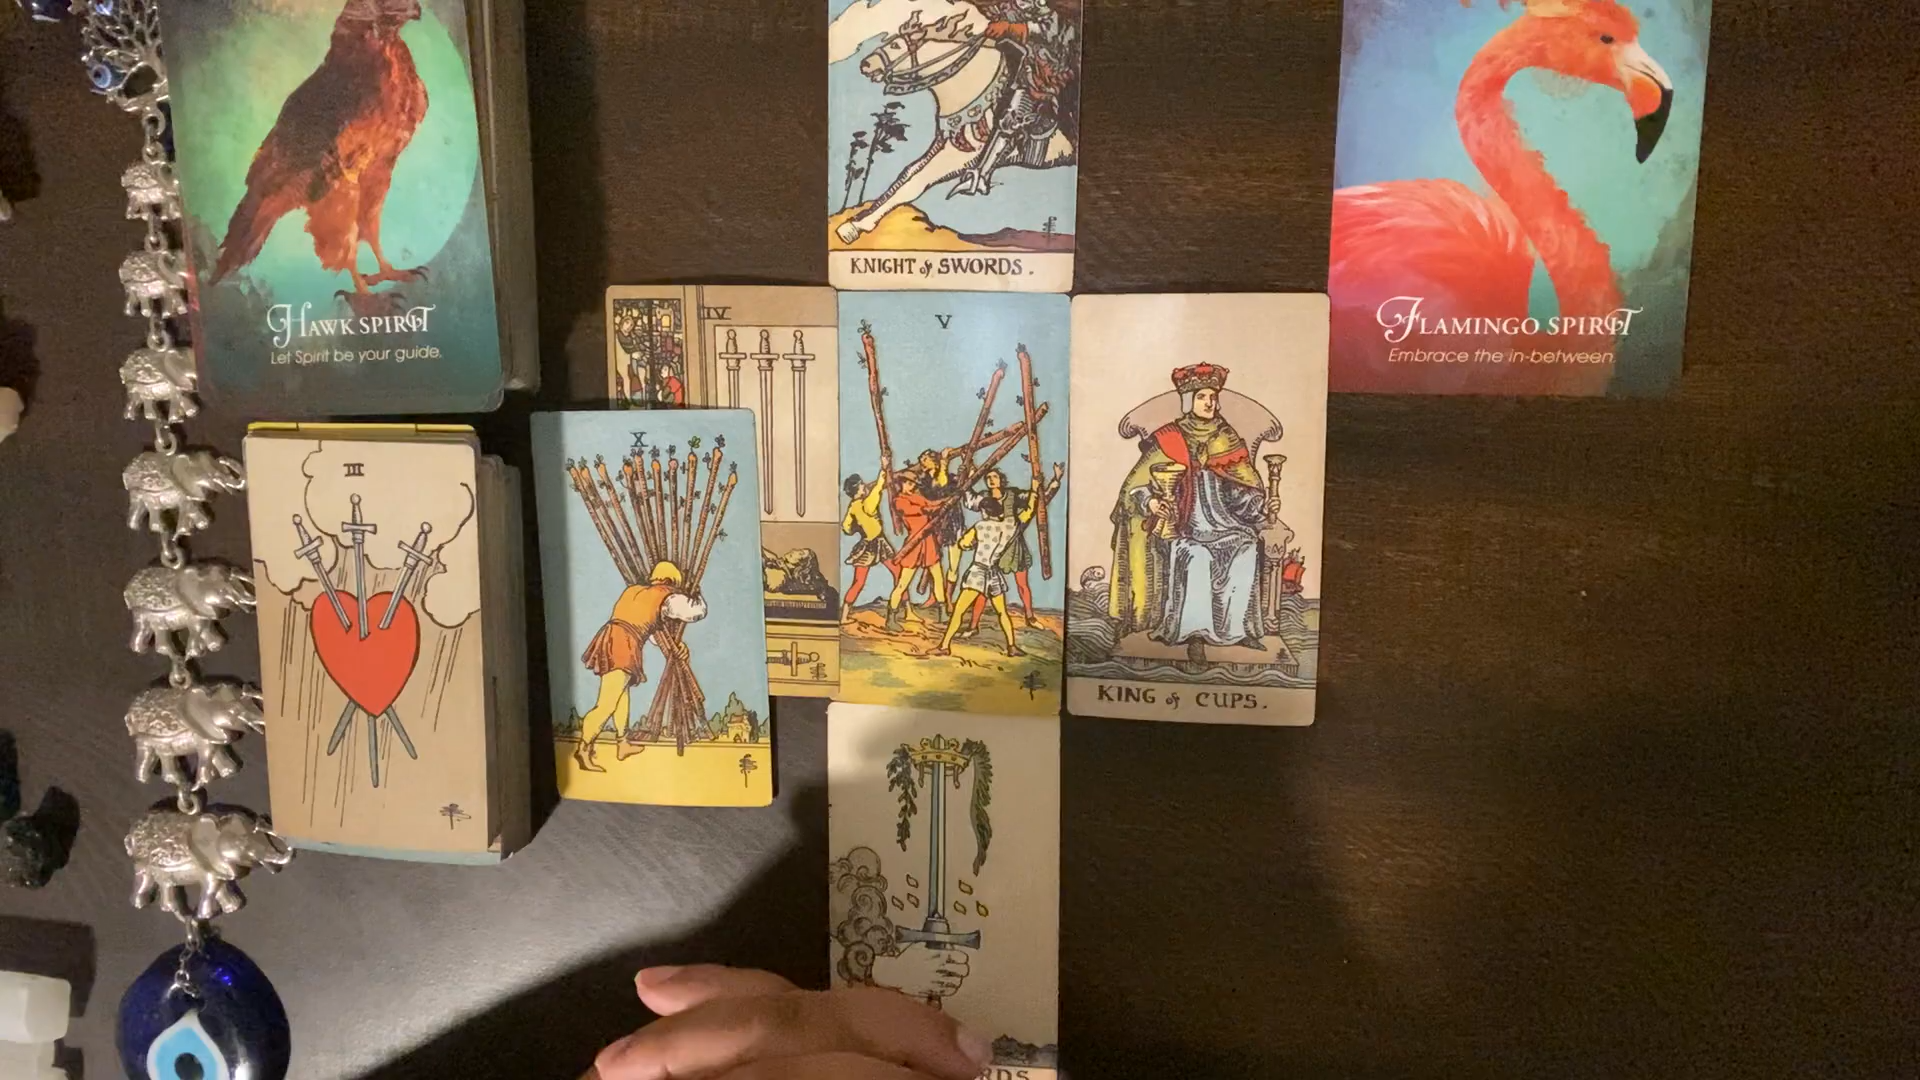 KNIGHT of SWORDS.
HAWK SPIRIT
Let Spirit be your guide.
FLAMINGO SPIRIT
Embrace the in-between.
IV
V
X
III
KING of CUPS.